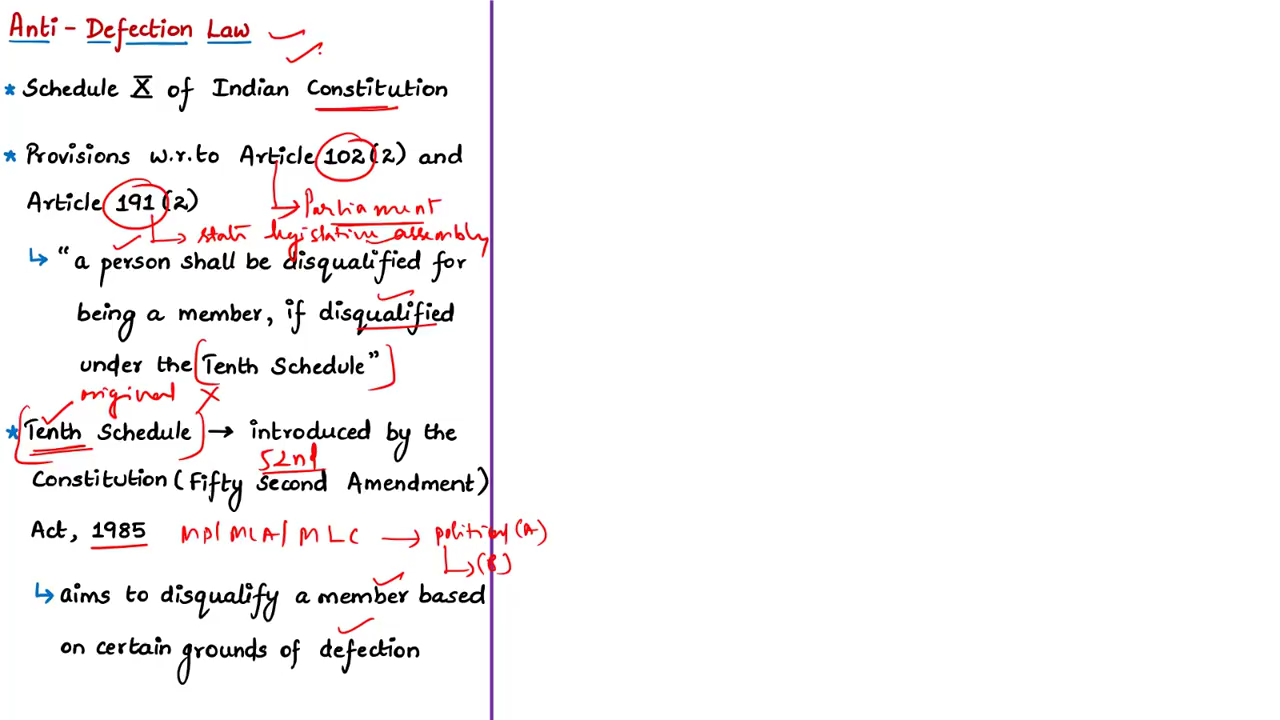 Anti - Defection Law
* Schedule X of Indian Constitution
* Provisions w.r.to Article 102(2) and
Article 191(2)
Parliament
state legislative assembly
↳ "a person shall be disqualified for
being a member, if disqualified
under the [Tenth Schedule"]
original X
* [Tenth Schedule] → introduced by the
52nd
Constitution (Fifty Second Amendment)
Act, 1985 MP/MLA/MLC → political (A)
↳ (B)
↳ aims to disqualify a member based
on certain grounds of defection